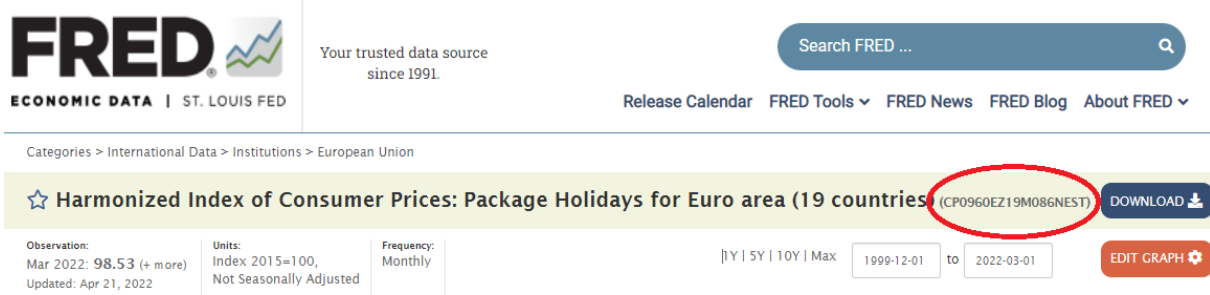 FRED®
ECONOMIC DATA | ST. LOUIS FED
Your trusted data source
since 1991.
Search FRED ...
Release Calendar FRED Tools FRED News FRED Blog About FRED
Categories > International Data > Institutions > European Union
Harmonized Index of Consumer Prices: Package Holidays for Euro area (19 countries) (CP0960EZ19M086NEST) DOWNLOAD
Observation:
Mar 2022: 98.53 (+ more)
Updated: Apr 21, 2022
Units:
Index 2015=100,
Not Seasonally Adjusted
Frequency:
Monthly
1Y | 5Y | 10Y | Max 1999-12-01 to 2022-03-01 EDIT GRAPH